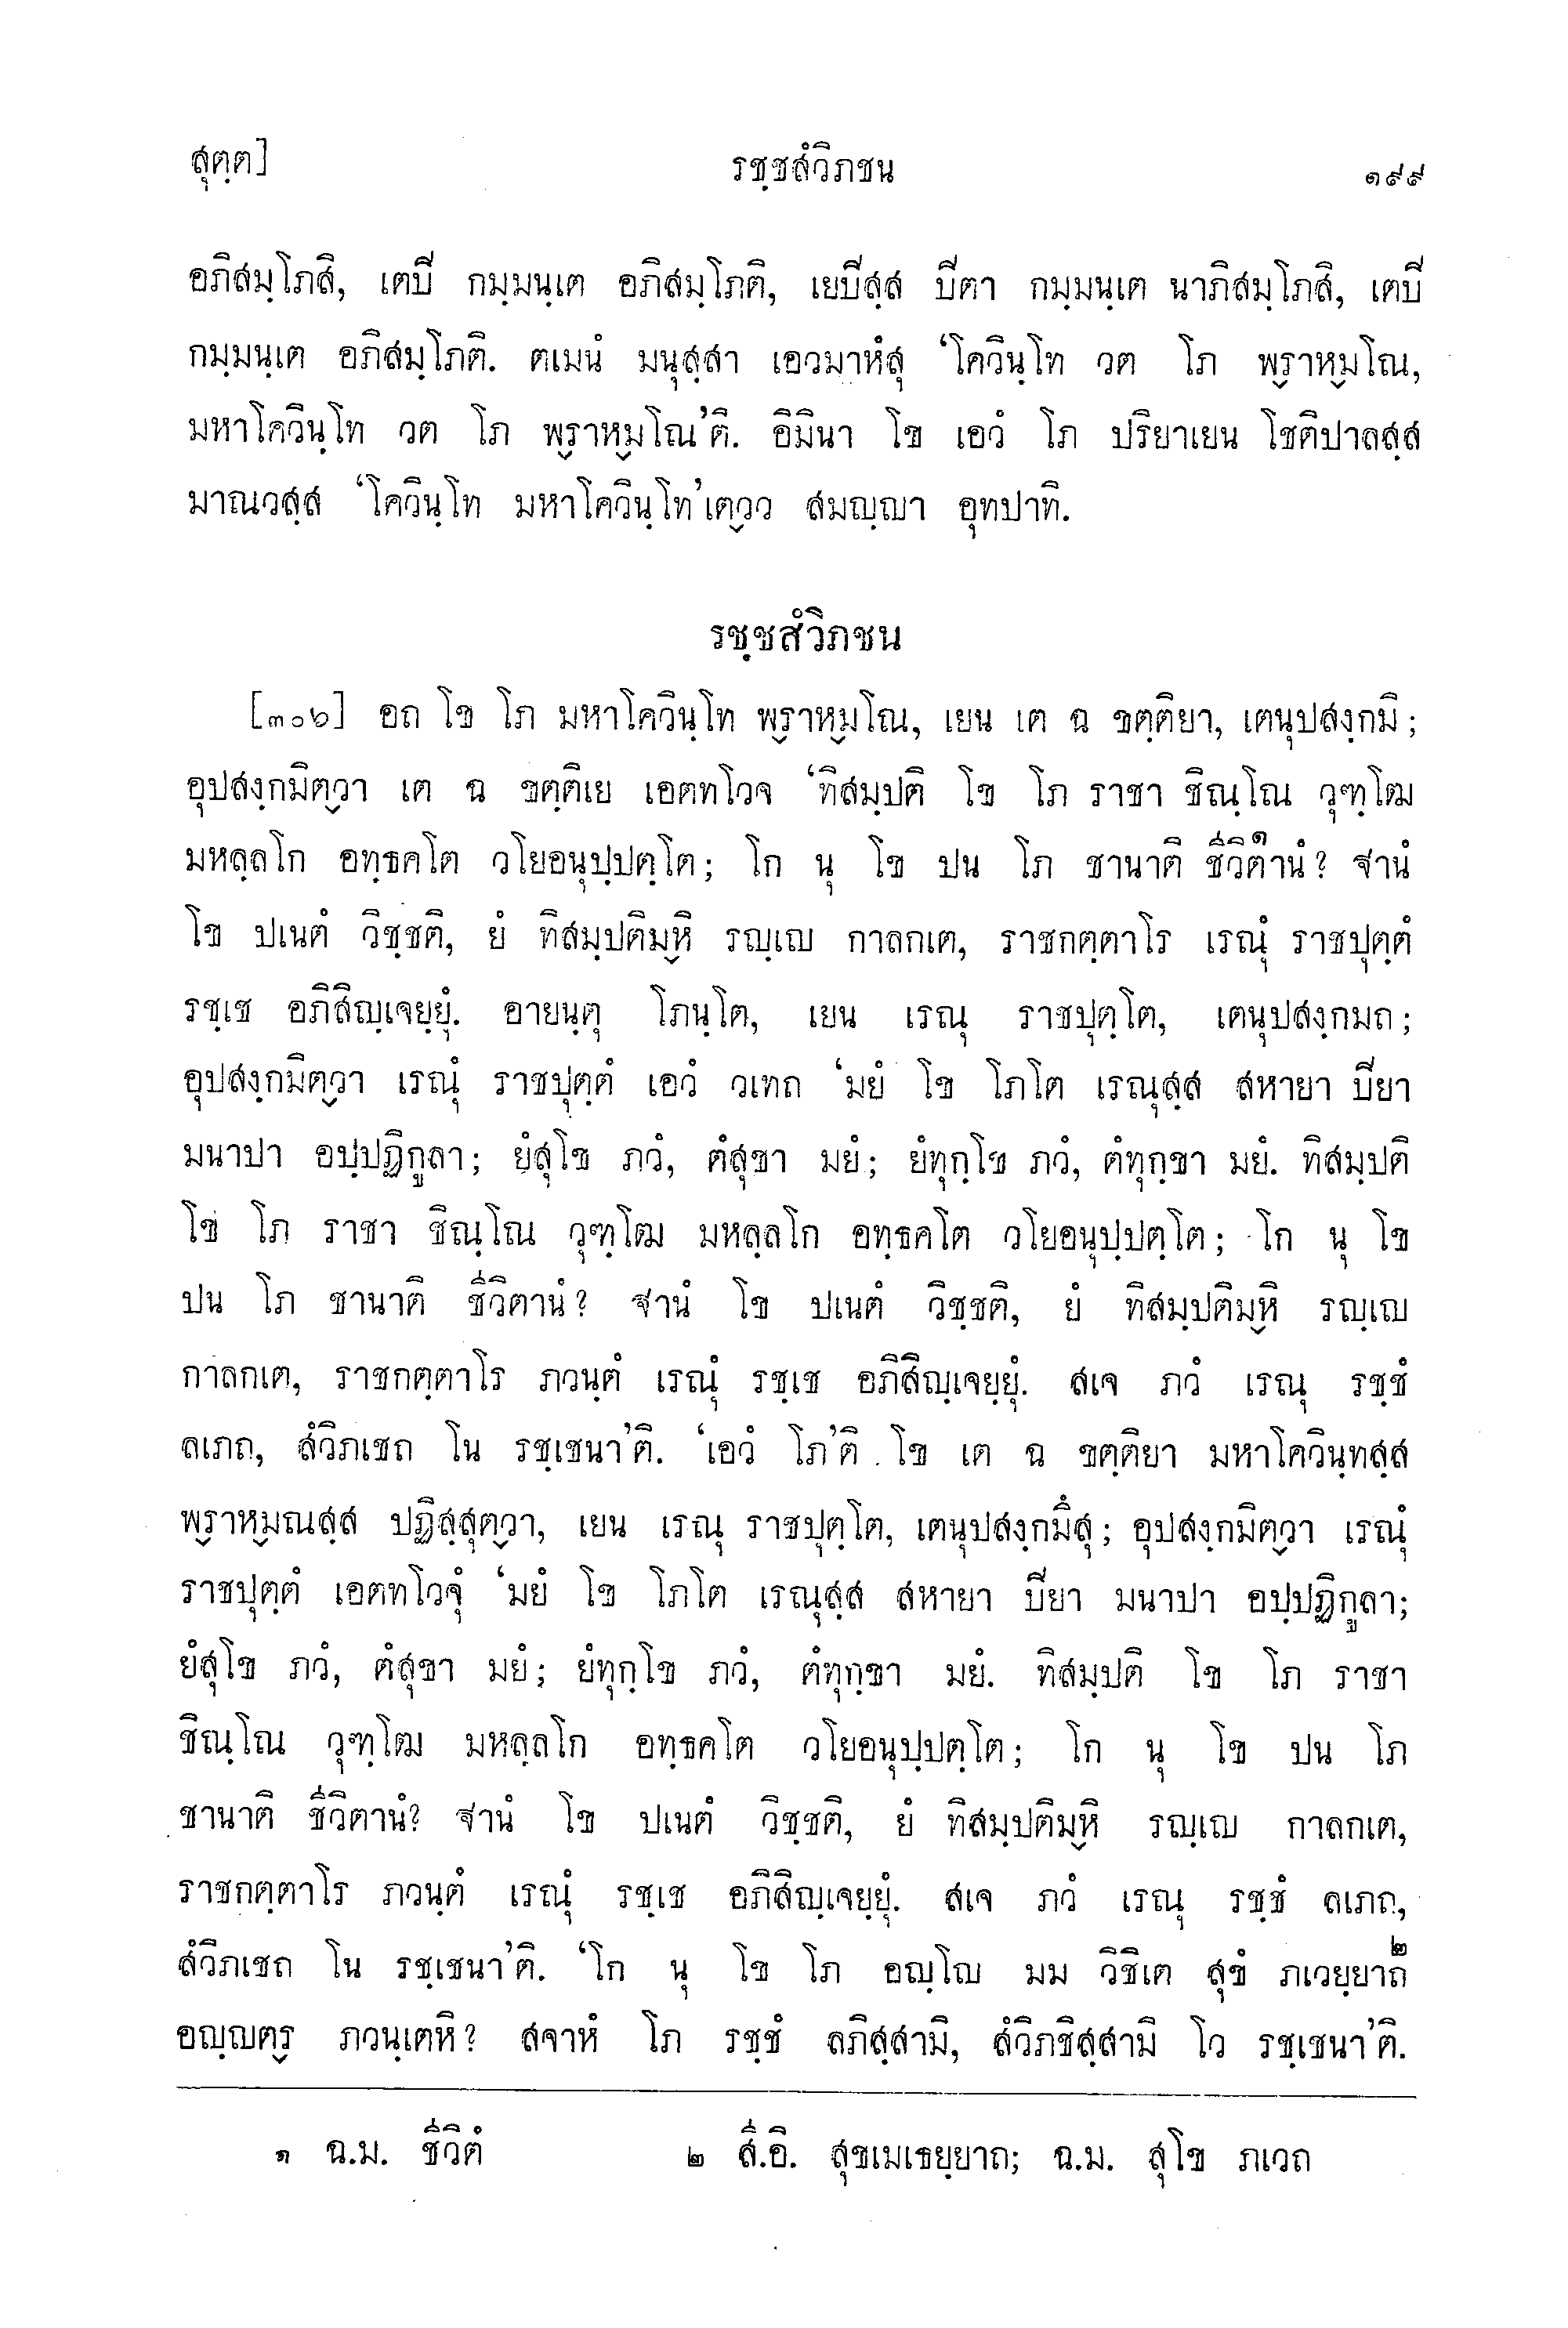 สุตฺต]
รชฺชสํวิภชน
๑๙๙
อภิสมฺโภสิ, เตปิ กมฺมนฺเต อภิสมฺโภติ, เยปิสฺส ปิตา กมฺมนฺเต นาภิสมฺโภสิ, เตปิ
กมฺมนฺเต อภิสมฺโภติ. ตเมนํ มนุสฺสา เอวมาหํสุ ‘โควินฺโท วต โภ พฺราหฺมโณ,
มหาโควินฺโท วต โภ พฺราหฺมโณ’ติ. อิมินา โข เอวํ โภ ปริยาเยน โชติปาลสฺส
มาณวสฺส ‘โควินฺโท มหาโควินฺโท’เตฺวว สมญฺญา อุทปาทิ.
รชฺชสํวิภชน
[๓๐๖] อถ โข โภ มหาโควินฺโท พฺราหฺมโณ, เยน เต ฉ ขตฺติยา, เตนุปสงฺกมิ;
อุปสงฺกมิตฺวา เต ฉ ขตฺติเย เอตทโวจ ‘ทิสมฺปติ โข โภ ราชา ชิณฺโณ วุฑฺโฒ
มหลฺลโก อทฺธคโต วโยอนุปฺปตฺโต; โก นุ โข ปน โภ ชานาติ ชีวิตานํ๑? ฐานํ
โข ปเนตํ วิชฺชติ, ยํ ทิสมฺปติมฺหิ รญฺเญ กาลกเต, ราชกตฺตาโร เรณุํ ราชปุตฺตํ
รชฺเช อภิสิญฺเจยฺยุํ. อายนฺตุ โภนฺโต, เยน เรณุ ราชปุตฺโต, เตนุปสงฺกมถ;
อุปสงฺกมิตฺวา เรณุํ ราชปุตฺตํ เอวํ วเทถ ‘มยํ โข โภโต เรณุสฺส สหายา ปิยา
มนาปา อปฺปฏิกูลา; ยํสุโข ภวํ, ตํสุขา มยํ; ยํทุกฺโข ภวํ, ตํทุกฺขา มยํ. ทิสมฺปติ
โข โภ ราชา ชิณฺโณ วุฑฺโฒ มหลฺลโก อทฺธคโต วโยอนุปฺปตฺโต; โก นุ โข
ปน โภ ชานาติ ชีวิตานํ? ฐานํ โข ปเนตํ วิชฺชติ, ยํ ทิสมฺปติมฺหิ รญฺเญ
กาลกเต, ราชกตฺตาโร ภวนฺตํ เรณุํ รชฺเช อภิสิญฺเจยฺยุํ. สเจ ภวํ เรณุ รชฺชํ
ลเภถ, สํวิภเชถ โน รชฺเชนา’ติ. ‘เอวํ โภ’ติ โข เต ฉ ขตฺติยา มหาโควินฺทสฺส
พฺราหฺมณสฺส ปฏิสฺสุตฺวา, เยน เรณุ ราชปุตฺโต, เตนุปสงฺกมึสุ; อุปสงฺกมิตฺวา เรณุํ
ราชปุตฺตํ เอตทโวจุํ ‘มยํ โข โภโต เรณุสฺส สหายา ปิยา มนาปา อปฺปฏิกูลา;
ยํสุโข ภวํ, ตํสุขา มยํ; ยํทุกฺโข ภวํ, ตํทุกฺขา มยํ. ทิสมฺปติ โข โภ ราชา
ชิณฺโณ วุฑฺโฒ มหลฺลโก อทฺธคโต วโยอนุปฺปตฺโต; โก นุ โข ปน โภ
ชานาติ ชีวิตานํ? ฐานํ โข ปเนตํ วิชฺชติ, ยํ ทิสมฺปติมฺหิ รญฺเญ กาลกเต,
ราชกตฺตาโร ภวนฺตํ เรณุํ รชฺเช อภิสิญฺเจยฺยุํ. สเจ ภวํ เรณุ รชฺชํ ลเภถ,
สํวิภเชถ โน รชฺเชนา’ติ. ‘โก นุ โข โภ อญฺโญ มม วิชิเต สุขํ ภเวยฺยาถ๒
อญฺญตฺร ภวนฺเตหิ? สจาหํ โภ รชฺชํ ลภิสฺสามิ, สํวิภชิสฺสามิ โว รชฺเชนา’ติ.
๑ ฉ.ม. ชีวิตํ
๒ สี.อิ. สุขเมเธยฺยาถ; ฉ.ม. สุโข ภเวถ